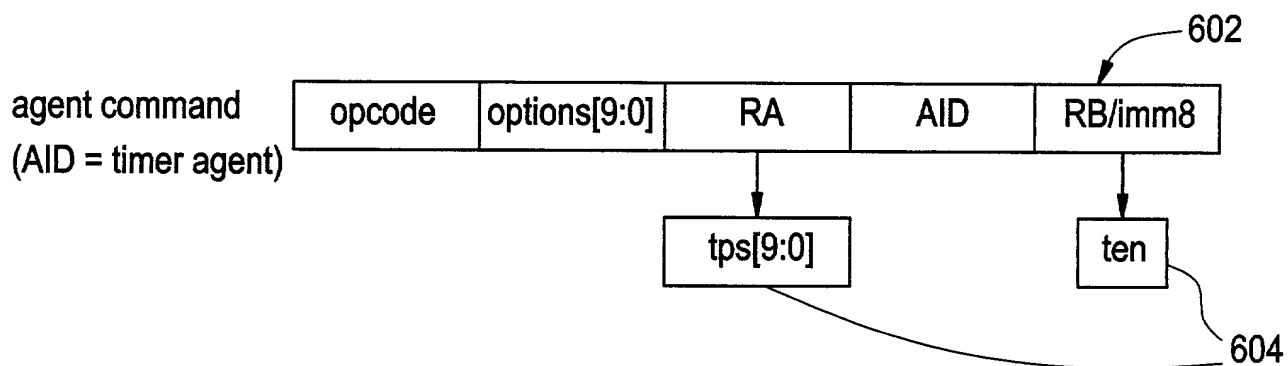 602
agent command
(AID = timer agent)
opcode options[9:0] RA AID RB/imm8
tps[9:0] ten
604